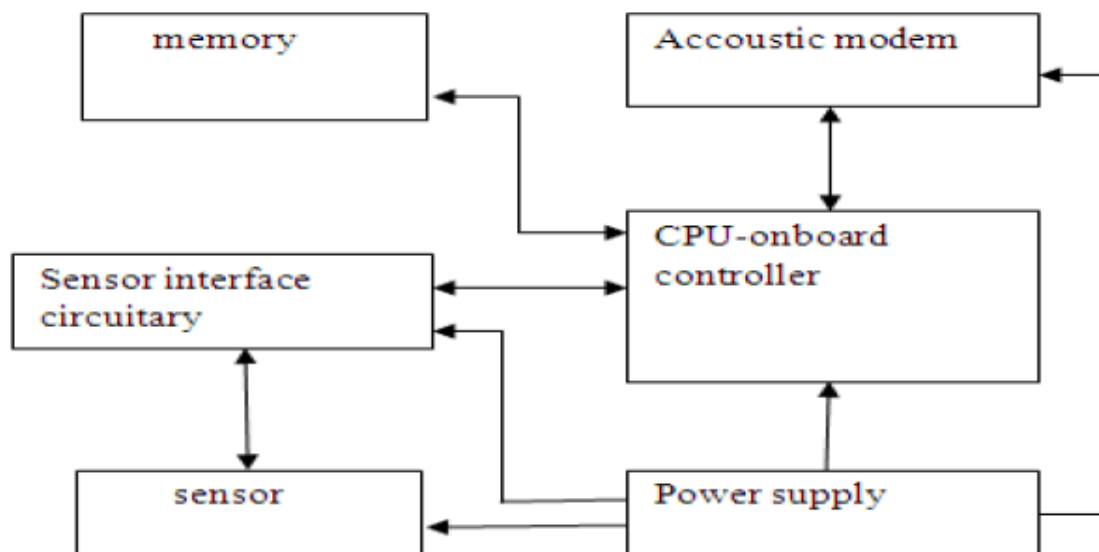 memory
Accoustic modem
CPU-onboard
controller
Sensor interface
circuitary
sensor
Power supply